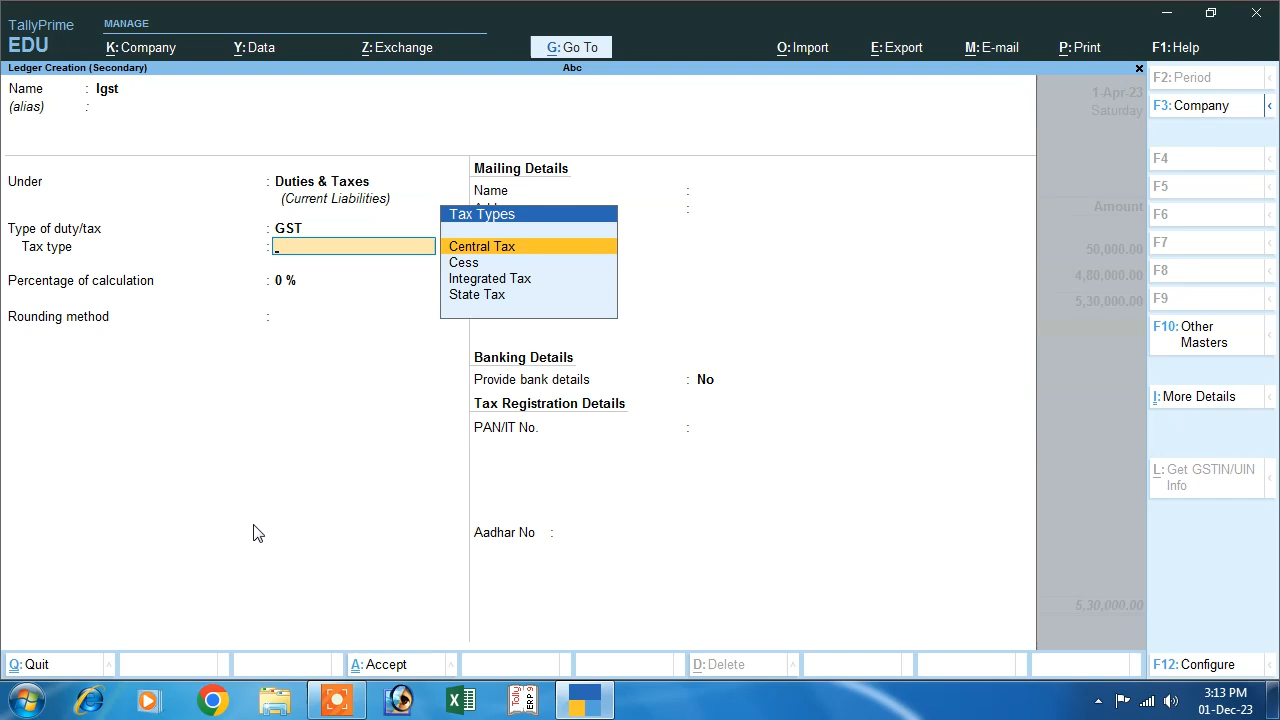 TallyPrime
EDU
MANAGE
K: Company
Y: Data
Z: Exchange
G: Go To
O: Import
E: Export
M: E-mail
P: Print
F1: Help
Ledger Creation (Secondary)
Abc
Name : Igst
(alias) :
1-Apr-23
Saturday
Under : Duties & Taxes
(Current Liabilities)
Type of duty/tax : GST
Tax type :
Percentage of calculation : 0 %
Rounding method :
Mailing Details
Name :
:
Tax Types
Central Tax
Cess
Integrated Tax
State Tax
Banking Details
Provide bank details : No
Tax Registration Details
PAN/IT No. :
Aadhar No :
Amount
50,000.00
4,80,000.00
5,30,000.00
5,30,000.00
F2: Period
F3: Company
F4
F5
F6
F7
F8
F9
F10: Other
Masters
I: More Details
L: Get GSTIN/UIN
Info
F12: Configure
Q: Quit
A: Accept
D: Delete
Tally
ERP 9
3:13 PM
01-Dec-23